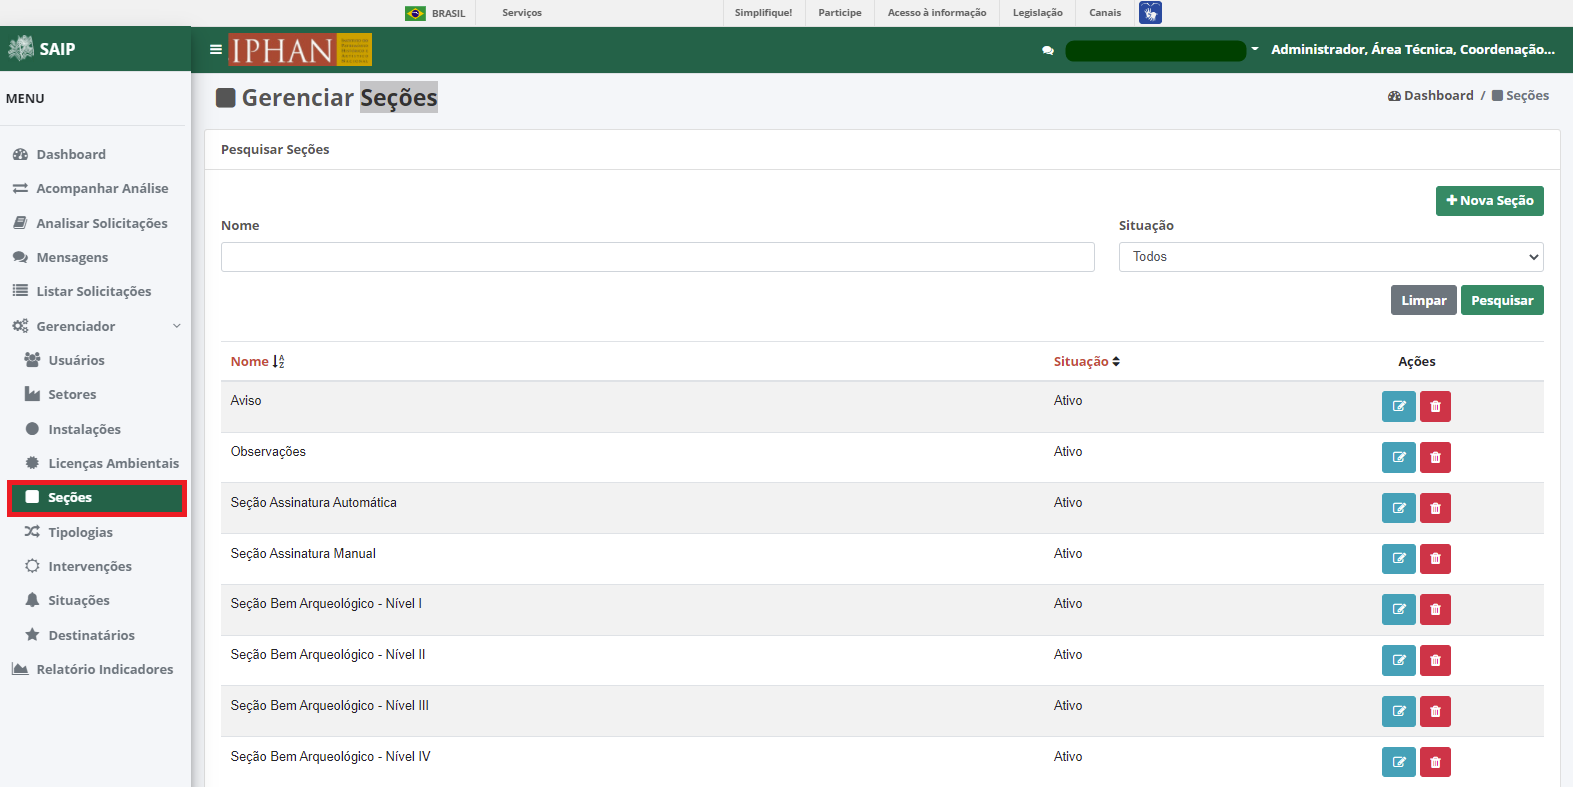 BRASIL Serviços Simplifique! Participe Acesso à informação Legislação Canais
SAIP
IPHAN
Administrador, Área Técnica, Coordenação...
MENU
Dashboard
Acompanhar Análise
Analisar Solicitações
Mensagens
Listar Solicitações
Gerenciador
Usuários
Setores
Instalações
Licenças Ambientais
Seções
Tipologias
Intervenções
Situações
Destinatários
Relatório Indicadores
Gerenciar Seções
Dashboard / Seções
Pesquisar Seções
Nova Seção
Nome Situação
Todos
Limpar Pesquisar
Nome Situação Ações
Aviso Ativo
Observações Ativo
Seção Assinatura Automática Ativo
Seção Assinatura Manual Ativo
Seção Bem Arqueológico - Nível I Ativo
Seção Bem Arqueológico - Nível II Ativo
Seção Bem Arqueológico - Nível III Ativo
Seção Bem Arqueológico - Nível IV Ativo